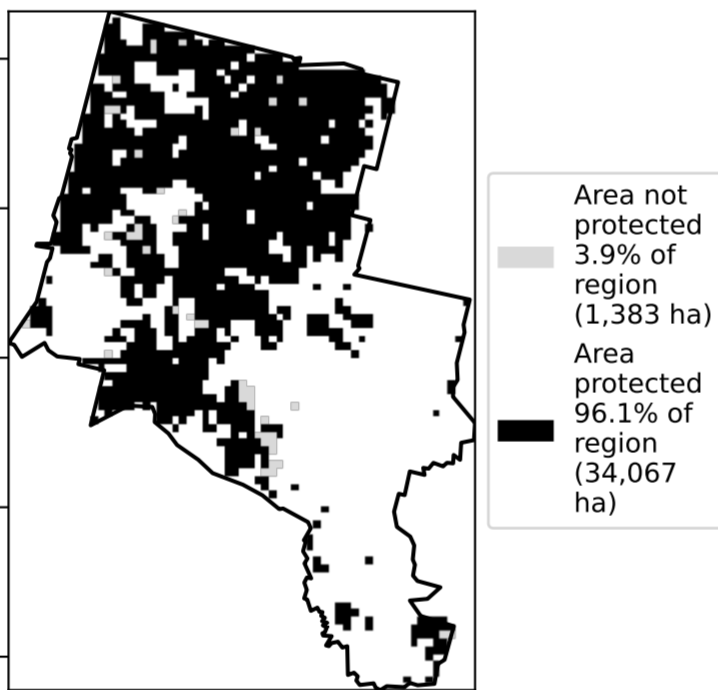 Area not
protected
3.9% of
region
(1,383 ha)
Area
protected
96.1% of
region
(34,067
ha)